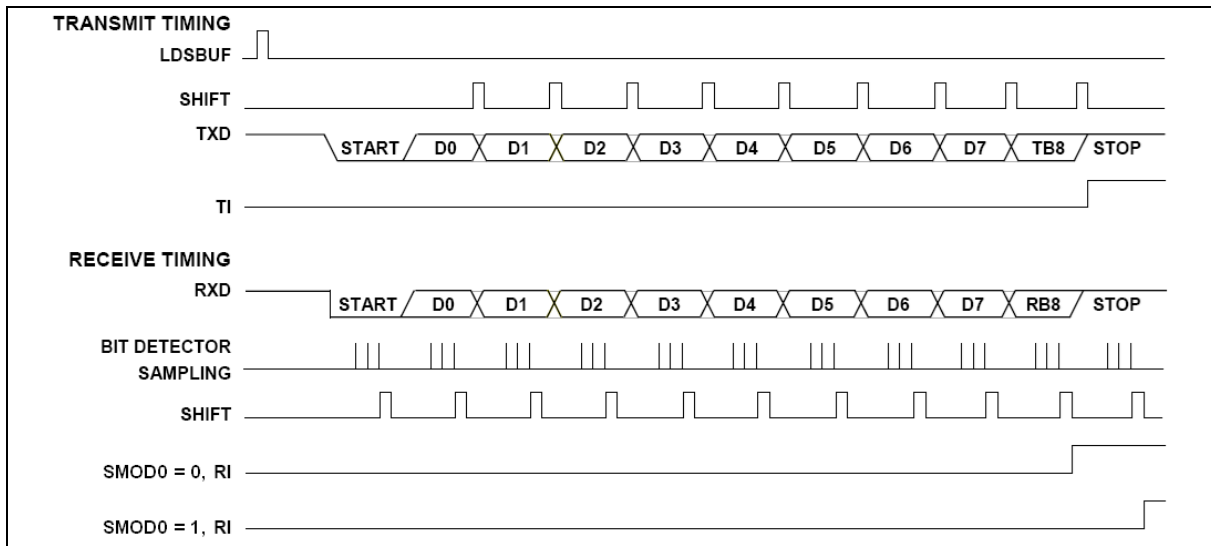 TRANSMIT TIMING
LDSBUF
SHIFT
TXD START D0 D1 D2 D3 D4 D5 D6 D7 TB8 STOP
TI
RECEIVE TIMING
RXD START D0 D1 D2 D3 D4 D5 D6 D7 RB8 STOP
BIT DETECTOR
SAMPLING
SHIFT
SMOD0 = 0, RI
SMOD0 = 1, RI